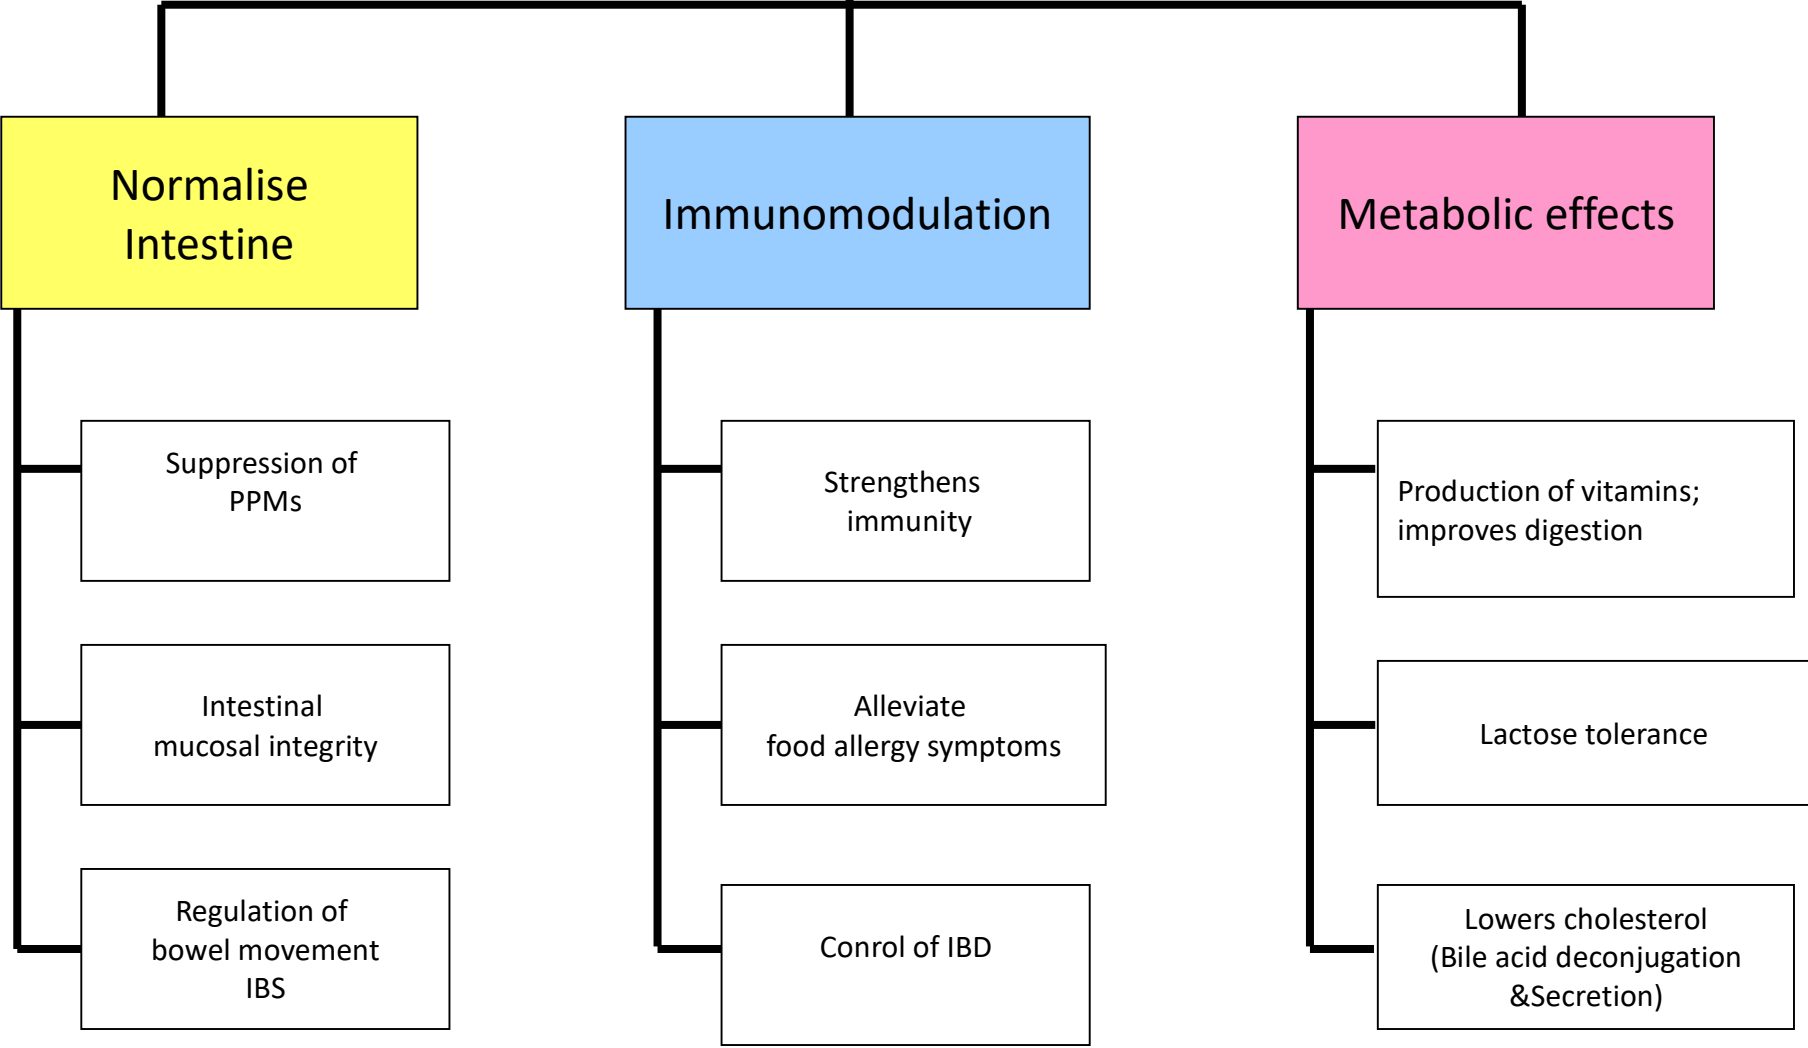 Normalise
Intestine
Immunomodulation
Metabolic effects
Suppression of
PPMs
Strengthens
immunity
Production of vitamins;
improves digestion
Intestinal
mucosal integrity
Alleviate
food allergy symptoms
Lactose tolerance
Regulation of
bowel movement
IBS
Conrol of IBD
Lowers cholesterol
(Bile acid deconjugation
&Secretion)